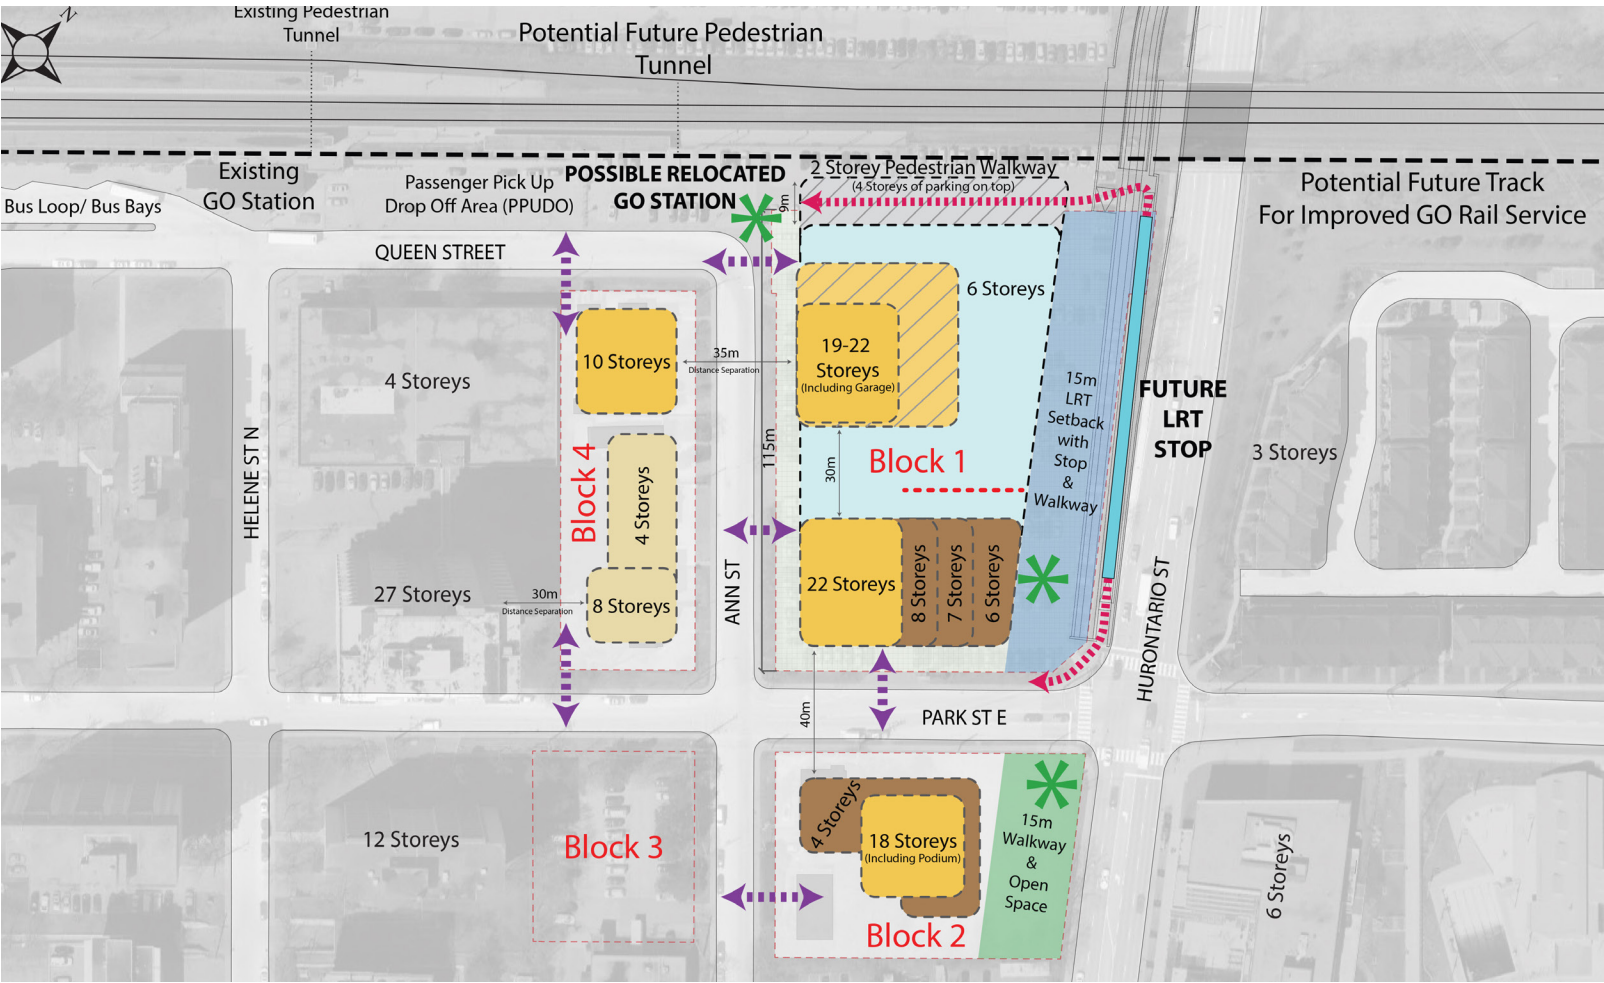 N
Existing Pedestrian
Tunnel
Potential Future Pedestrian
Tunnel
Existing
GO Station
Bus Loop/ Bus Bays
Passenger Pick Up
Drop Off Area (PPUDO)
POSSIBLE RELOCATED
GO STATION
2 Storey Pedestrian Walkway
(4 Storeys of parking on top)
9m
Potential Future Track
For Improved GO Rail Service
QUEEN STREET
6 Storeys
10 Storeys
35m
Distance Separation
19-22
Storeys
(Including Garage)
4 Storeys
15m
LRT
Setback
with
Stop
&
Walkway
FUTURE
LRT
STOP
3 Storeys
HELENE ST N
Block 4
4 Storeys
115m
30m
Block 1
27 Storeys
30m
Distance Separation
8 Storeys
ANN ST
22 Storeys
8 Storeys
7 Storeys
6 Storeys
HURONTARIO ST
40m
PARK ST E
12 Storeys
Block 3
4 Storeys
18 Storeys
(Including Podium)
15m
Walkway
&
Open
Space
Block 2
6 Storeys